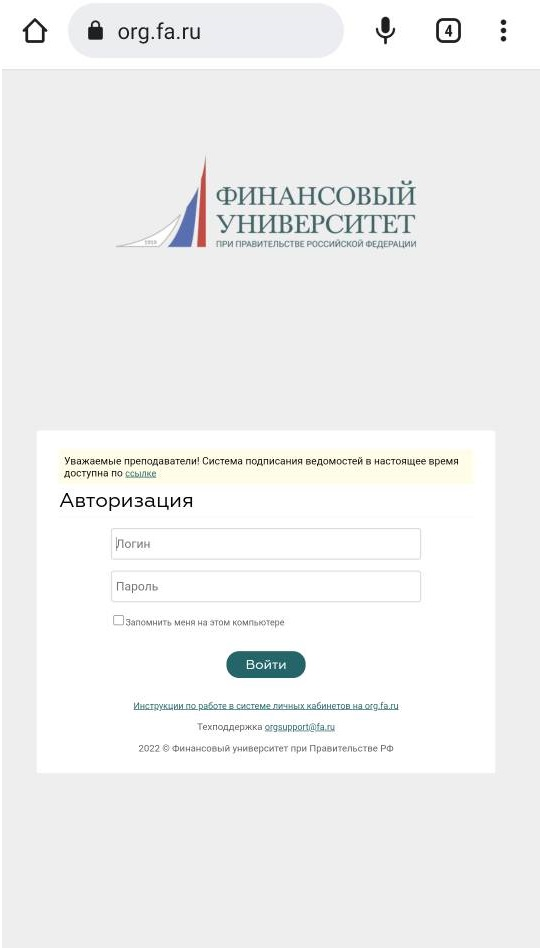 org.fa.ru
4
ФИНАНСОВЫЙ
УНИВЕРСИТЕТ
ПРИ ПРАВИТЕЛЬСТВЕ РОССИЙСКОЙ ФЕДЕРАЦИИ
1919
Уважаемые преподаватели! Система подписания ведомостей в настоящее время
доступна по ссылке
Авторизация
Логин
Пароль
Запомнить меня на этом компьютере
Войти
Инструкции по работе в системе личных кабинетов на org.fa.ru
Техподдержка orgsupport@fa.ru
2022 © Финансовый университет при Правительстве РФ